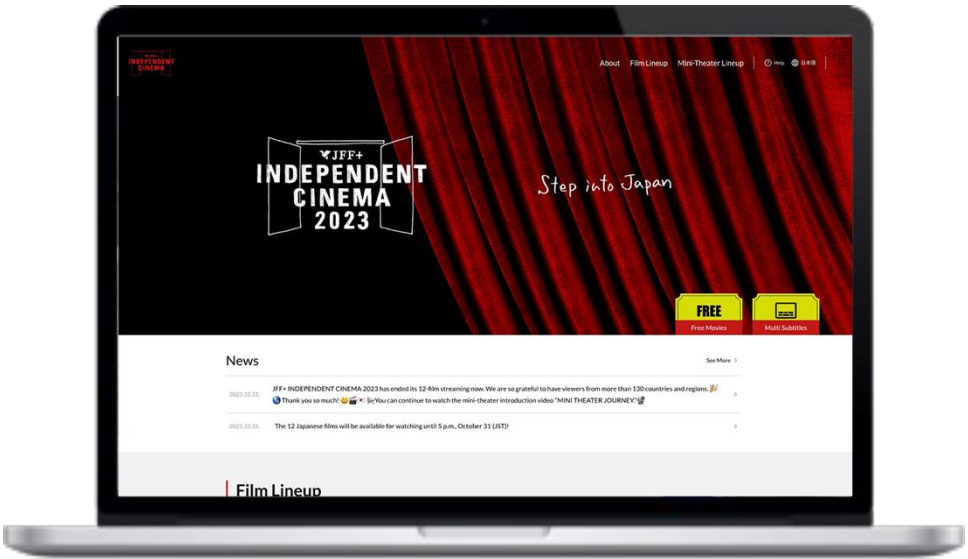 JFF+
INDEPENDENT
CINEMA
About Film Lineup Mini-Theater Lineup Help 日本語
JFF+
INDEPENDENT
CINEMA
2023
Step into Japan
FREE
Free Movies
Multi Subtitles
News
See More >
2023.10.31. JFF+ INDEPENDENT CINEMA 2023 has ended its 12-film streaming now. We are so grateful to have viewers from more than 130 countries and regions.🎉
🌏Thank you so much! 😀🎬🇯🇵 You can continue to watch the mini-theater introduction video "MINI THEATER JOURNEY."📽
2023.10.31. The 12 Japanese films will be available for watching until 5 p.m., October 31 (JST)!
Film Lineup